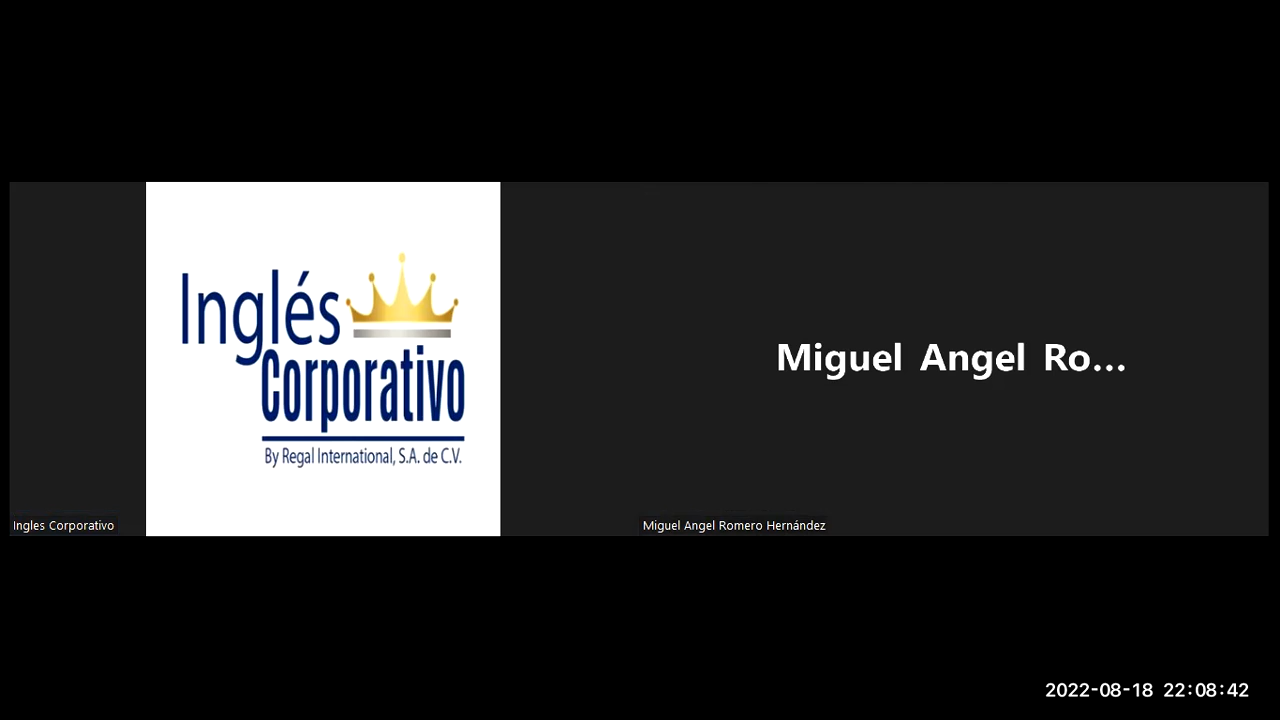 Inglés
Corporativo
By Regal International, S.A. de C.V.
Ingles Corporativo
Miguel Angel Ro...
Miguel Angel Romero Hernández
2022-08-18 22:08:42